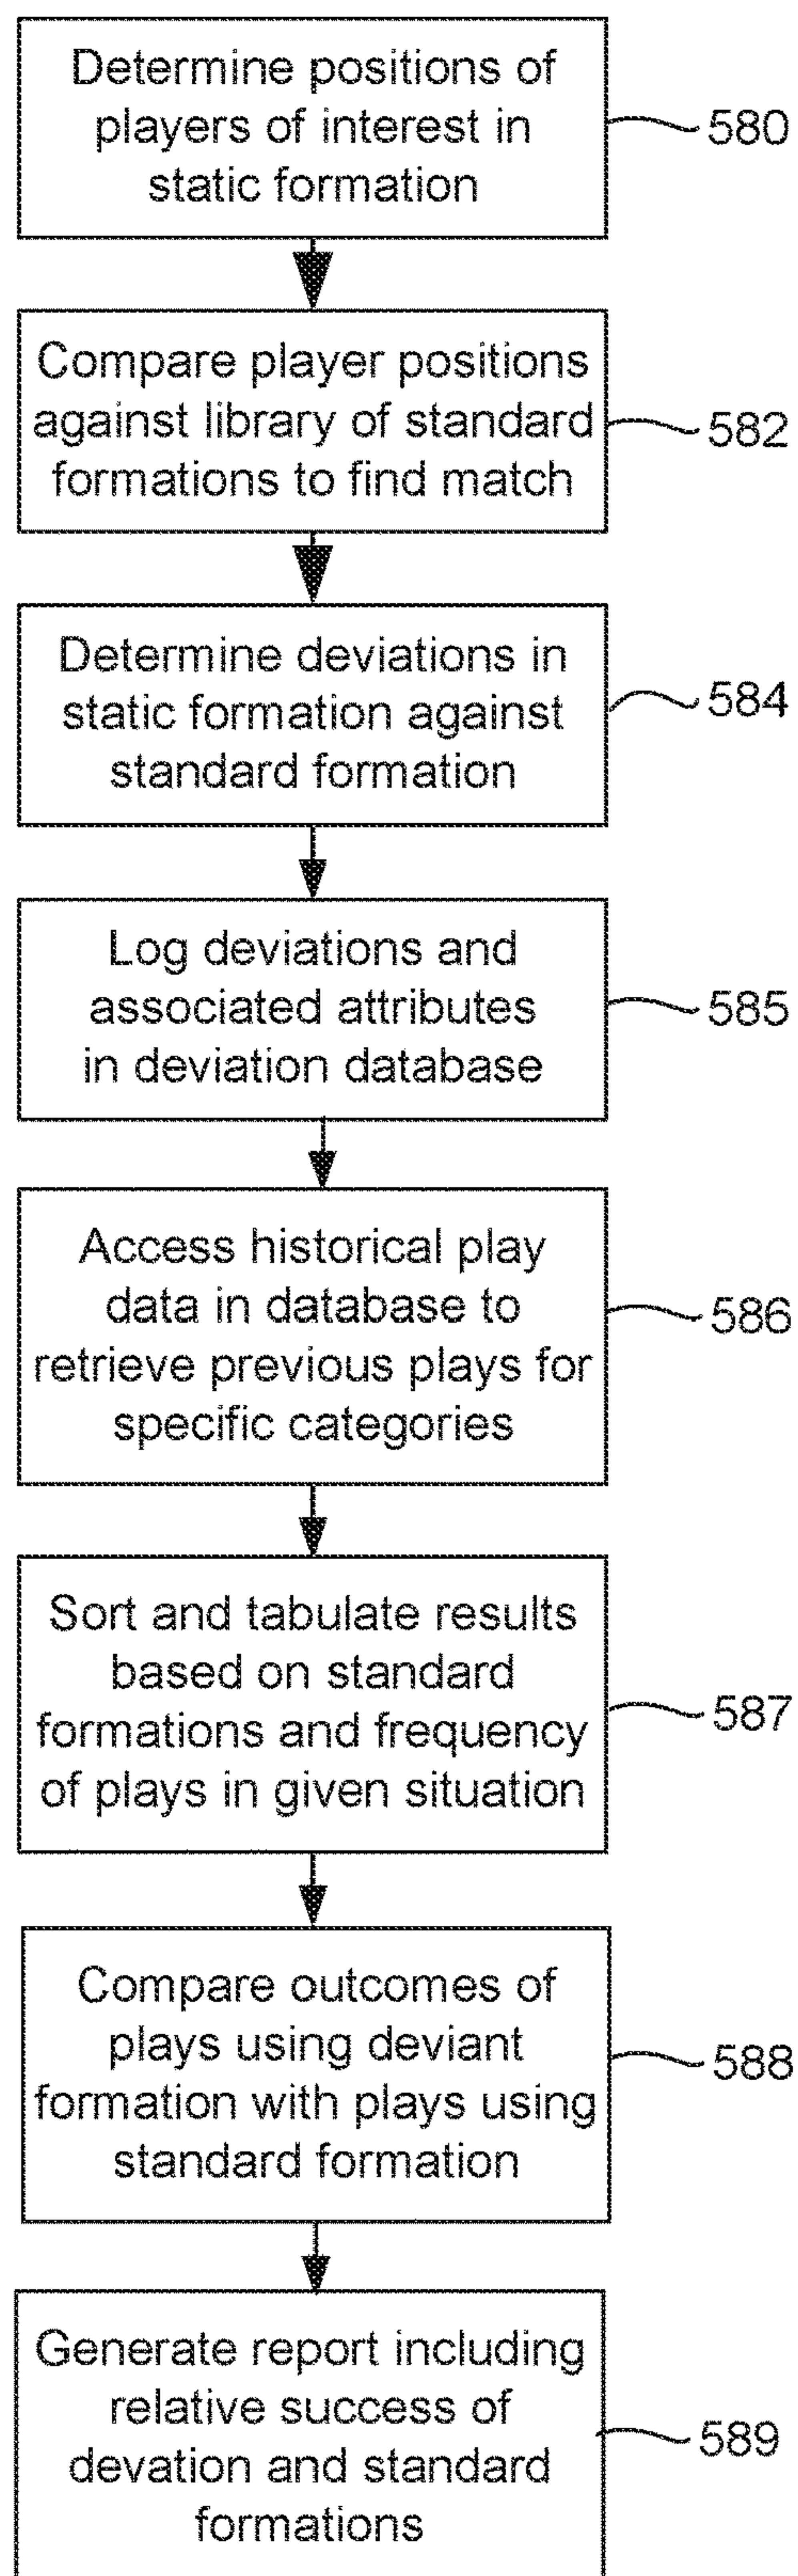 Determine positions of
players of interest in
static formation
580
Compare player positions
against library of standard
formations to find match
582
Determine deviations in
static formation against
standard formation
584
Log deviations and
associated attributes
in deviation database
585
Access historical play
data in database to
retrieve previous plays for
specific categories
586
Sort and tabulate results
based on standard
formations and frequency
of plays in given situation
587
Compare outcomes of
plays using deviant
formation with plays using
standard formation
588
Generate report including
relative success of
devation and standard
formations
589